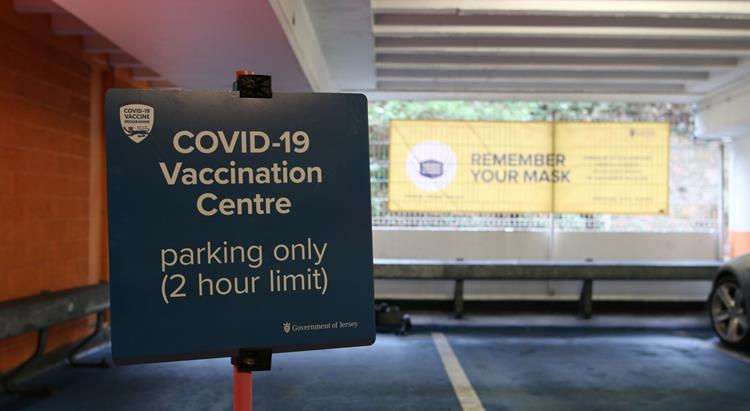 COVID-19
VACCINE
PROGRAMME
COVID-19
Vaccination
Centre
parking only
(2 hour limit)
Government of Jersey
REMEMBER
YOUR MASK